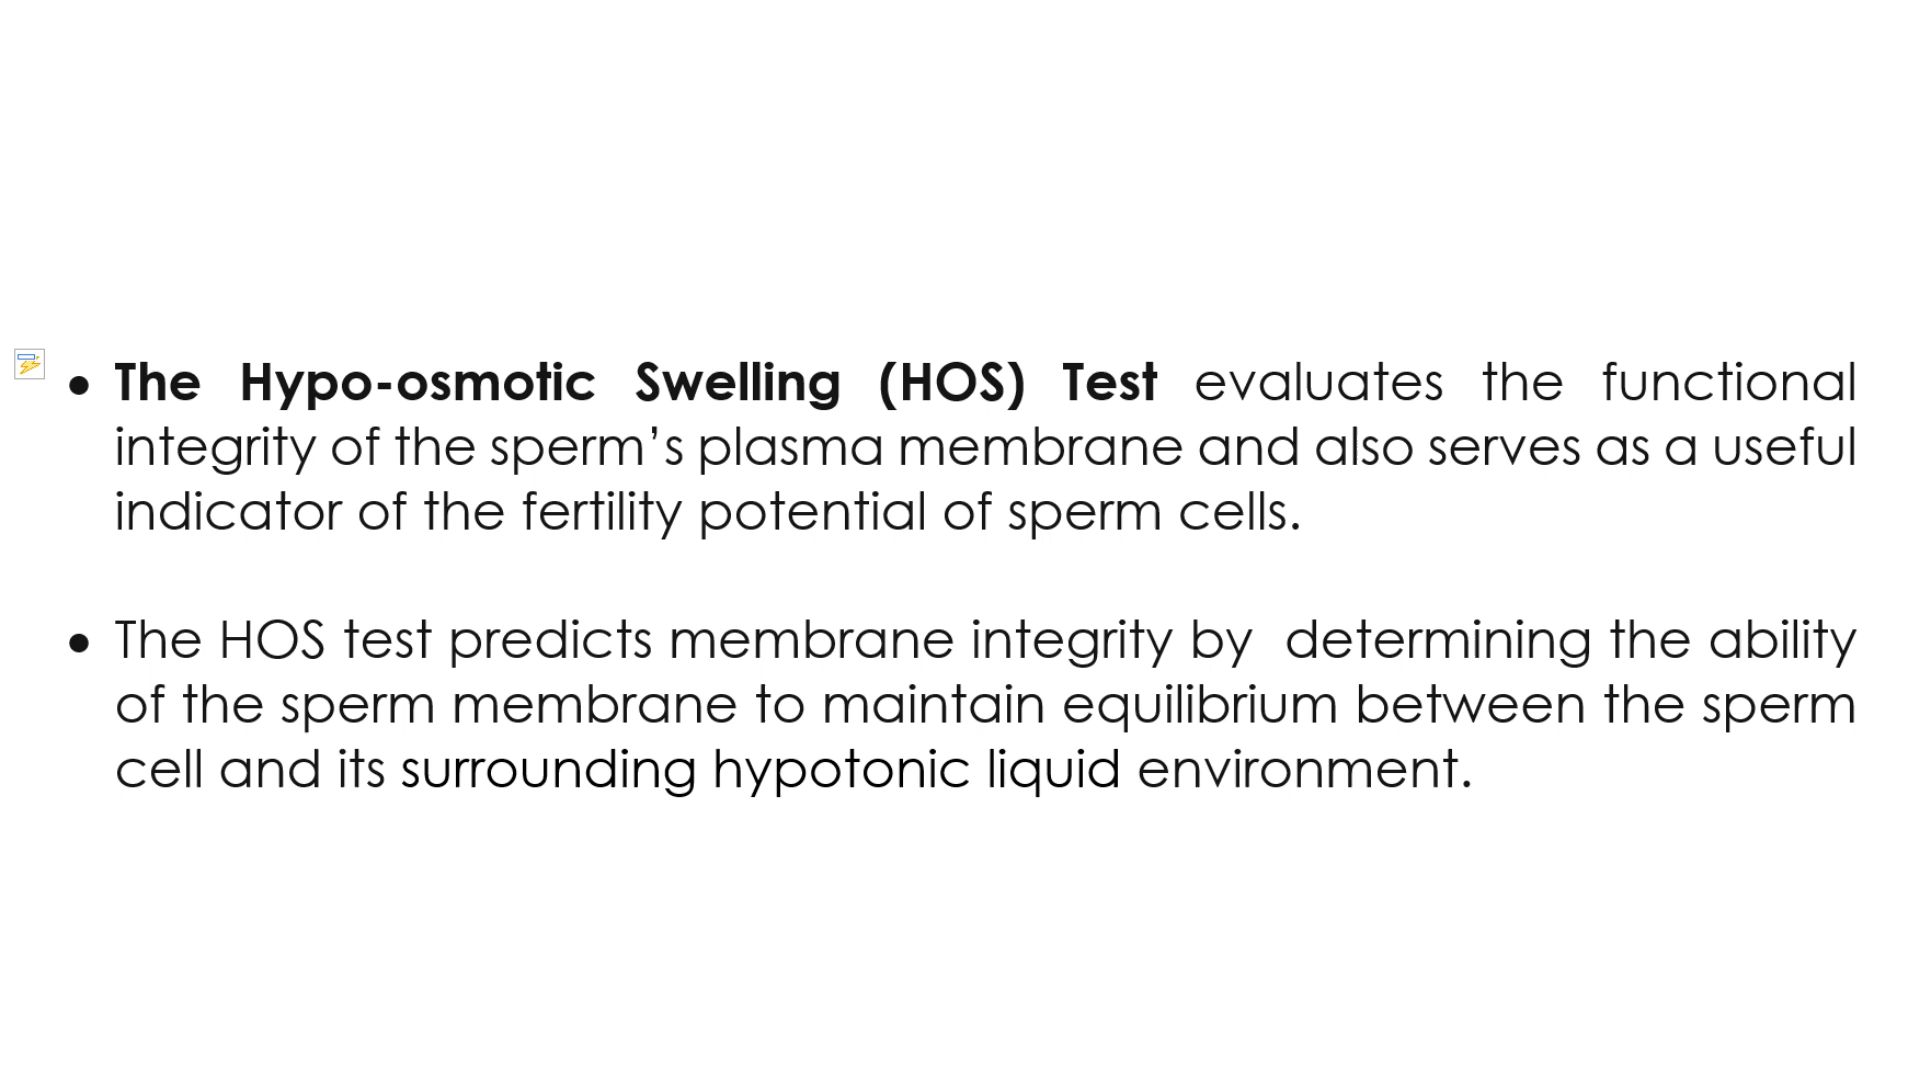 • The Hypo-osmotic Swelling (HOS) Test evaluates the functional
integrity of the sperm’s plasma membrane and also serves as a useful
indicator of the fertility potential of sperm cells.
• The HOS test predicts membrane integrity by  determining the ability
of the sperm membrane to maintain equilibrium between the sperm
cell and its surrounding hypotonic liquid environment.